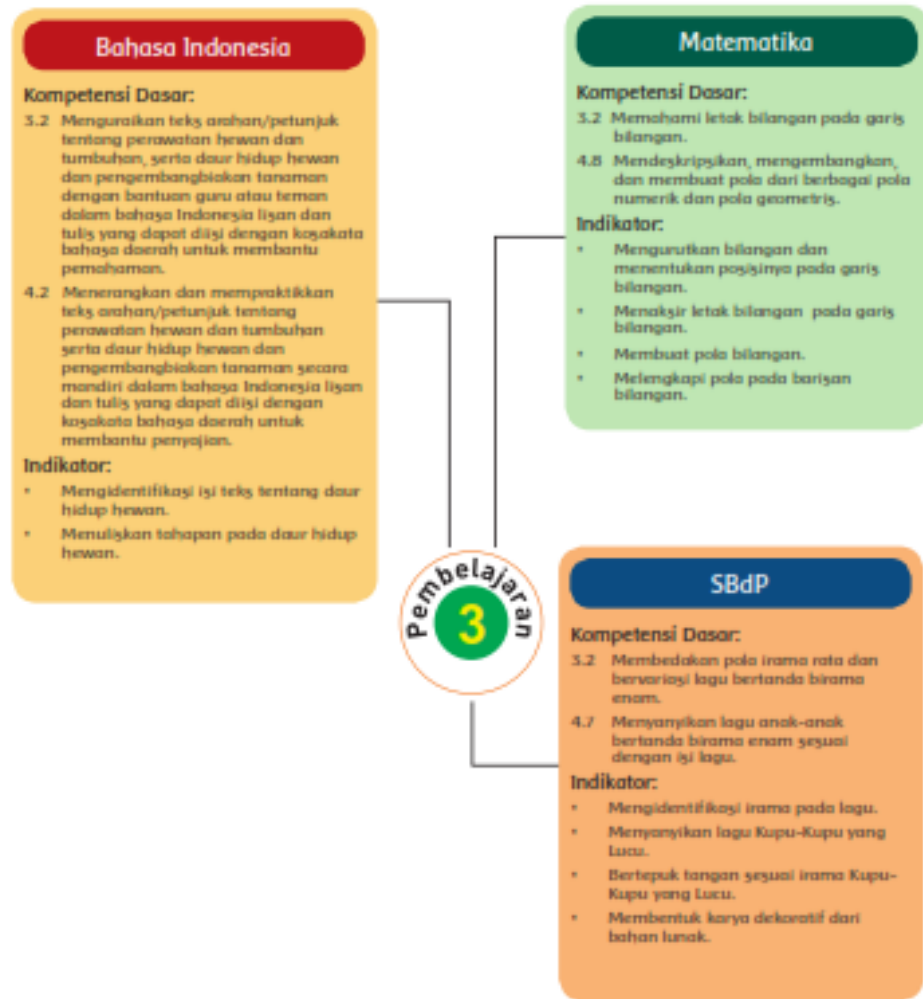 Bahasa Indonesia
Kompetensi Dasar:
3.2 Menguraikan teks arahan/petunjuk
tentang perawatan hewan dan
tumbuhan, serta daur hidup hewan
dan pengembangbiakan tanaman
dengan bantuan guru atau teman
dalam bahasa Indonesia lisan dan
tulis yang dapat diisi dengan kosakata
bahasa daerah untuk membantu
pemahaman.
4.2 Menerangkan dan mempraktikkan
teks arahan/petunjuk tentang
perawatan hewan dan tumbuhan
serta daur hidup hewan dan
pengembangbiakan tanaman secara
mandiri dalam bahasa Indonesia lisan
dan tulis yang dapat diisi dengan
kosakata bahasa daerah untuk
membantu penyajian.
Indikator:
• Mengidentifikasi isi teks tentang daur
hidup hewan.
• Menuliskan tahapan pada daur hidup
hewan.
Matematika
Kompetensi Dasar:
3.2 Memahami letak bilangan pada garis
bilangan.
4.8 Mendeskripsikan, mengembangkan,
dan membuat pola dari berbagai pola
numerik dan pola geometris.
Indikator:
• Mengurutkan bilangan dan
menentukan posisinya pada garis
bilangan.
• Menaksir letak bilangan pada garis
bilangan.
• Membuat pola bilangan.
• Melengkapi pola pada barisan
bilangan.
Pembelajaran
3
SBdP
Kompetensi Dasar:
3.2 Membedakan pola irama rata dan
bervariasi lagu bertanda birama
enam.
4.7 Menyanyikan lagu anak-anak
bertanda birama enam sesuai
dengan isi lagu.
Indikator:
• Mengidentifikasi irama pada lagu.
• Menyanyikan lagu Kupu-Kupu yang
Lucu.
• Bertepuk tangan sesuai irama Kupu-
Kupu yang Lucu.
• Membentuk karya dekoratif dari
bahan lunak.